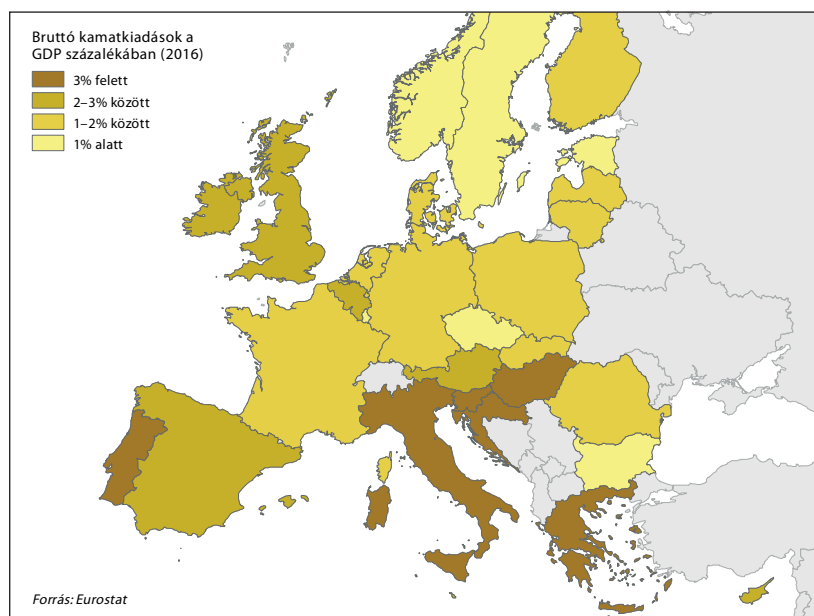 Bruttó kamatkiadások a
GDP százalékában (2016)
3% felett
2–3% között
1–2% között
1% alatt
Forrás: Eurostat